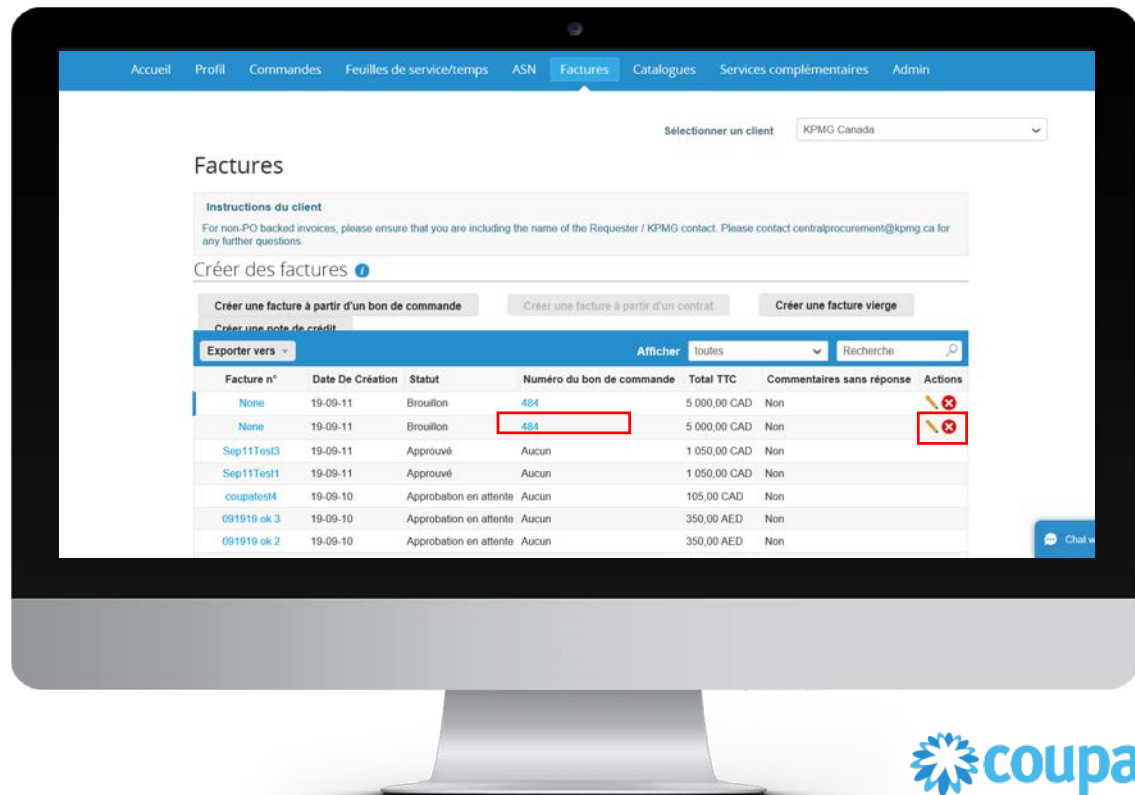 Accueil Profil Commandes Feuilles de service/temps ASN Factures Catalogues Services complémentaires Admin
Sélectionner un client KPMG Canada
Factures
Instructions du client
For non-PO backed invoices, please ensure that you are including the name of the Requester / KPMG contact. Please contact centralprocurement@kpmg.ca for
any further questions.
Créer des factures i
Créer une facture à partir d'un bon de commande Créer une facture à partir d'un contrat Créer une facture vierge
Créer une note de crédit
Exporter vers Afficher toutes Recherche
Facture n° Date De Création Statut Numéro du bon de commande Total TTC Commentaires sans réponse Actions
None 19-09-11 Brouillon 484 5 000,00 CAD Non
None 19-09-11 Brouillon 484 5 000,00 CAD Non
Sep11Test3 19-09-11 Approuvé Aucun 1 050,00 CAD Non
Sep11Test1 19-09-11 Approuvé Aucun 1 050,00 CAD Non
coupatest4 19-09-10 Approbation en attente Aucun 105,00 CAD Non
091919 ok 3 19-09-10 Approbation en attente Aucun 350,00 AED Non
091919 ok 2 19-09-10 Approbation en attente Aucun 350,00 AED Non
Chat
coupa